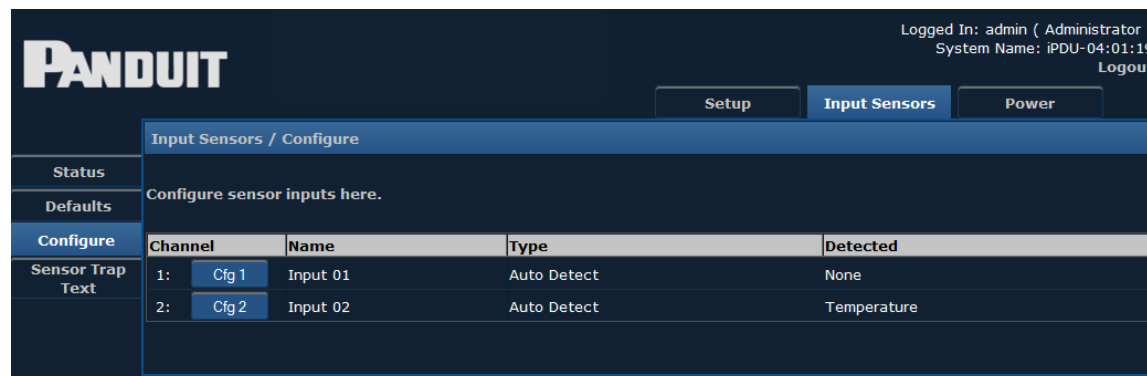 PANDUIT
Logged In: admin ( Administrator
System Name: iPDU-04:01:19
Logou
Setup Input Sensors Power
Input Sensors / Configure
Status
Defaults
Configure
Sensor Trap
Text
Configure sensor inputs here.
Channel Name Type Detected
1: Cfg 1 Input 01 Auto Detect None
2: Cfg 2 Input 02 Auto Detect Temperature